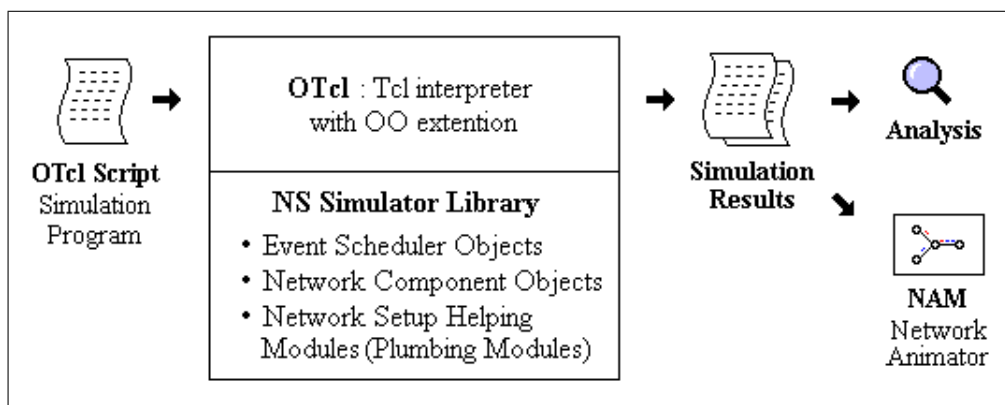 OTcl Script
Simulation
Program
OTcl : Tcl interpreter
with OO extention
NS Simulator Library
• Event Scheduler Objects
• Network Component Objects
• Network Setup Helping
Modules (Plumbing Modules)
Simulation
Results
Analysis
NAM
Network
Animator